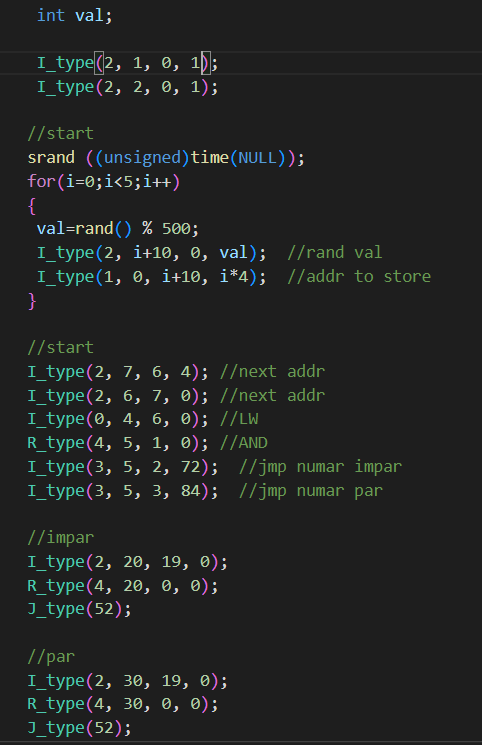 int val;
I_type(2, 1, 0, 1);
I_type(2, 2, 0, 1);
//start
srand ((unsigned)time(NULL));
for(i=0;i<5;i++)
{
val=rand() % 500;
I_type(2, i+10, 0, val);  //rand val
I_type(1, 0, i+10, i*4);  //addr to store
}
//start
I_type(2, 7, 6, 4); //next addr
I_type(2, 6, 7, 0); //next addr
I_type(0, 4, 6, 0); //LW
R_type(4, 5, 1, 0); //AND
I_type(3, 5, 2, 72);  //jmp numar impar
I_type(3, 5, 3, 84);  //jmp numar par
//impar
I_type(2, 20, 19, 0);
R_type(4, 20, 0, 0);
J_type(52);
//par
I_type(2, 30, 19, 0);
R_type(4, 30, 0, 0);
J_type(52);